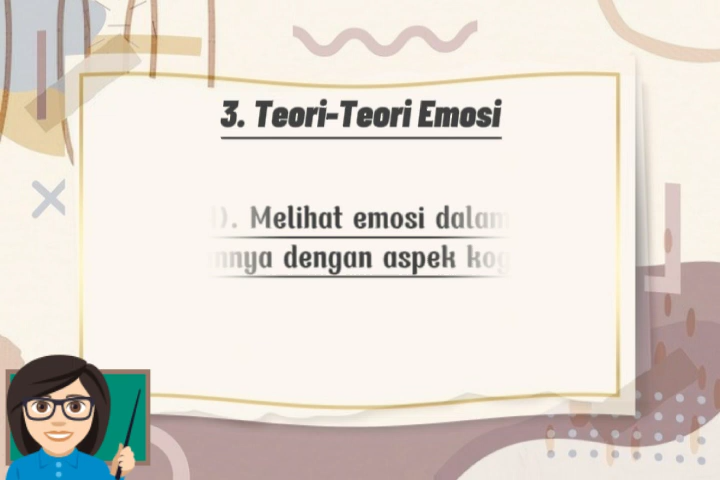 3. Teori-Teori Emosi
). Melihat emosi dalam
dengan aspek